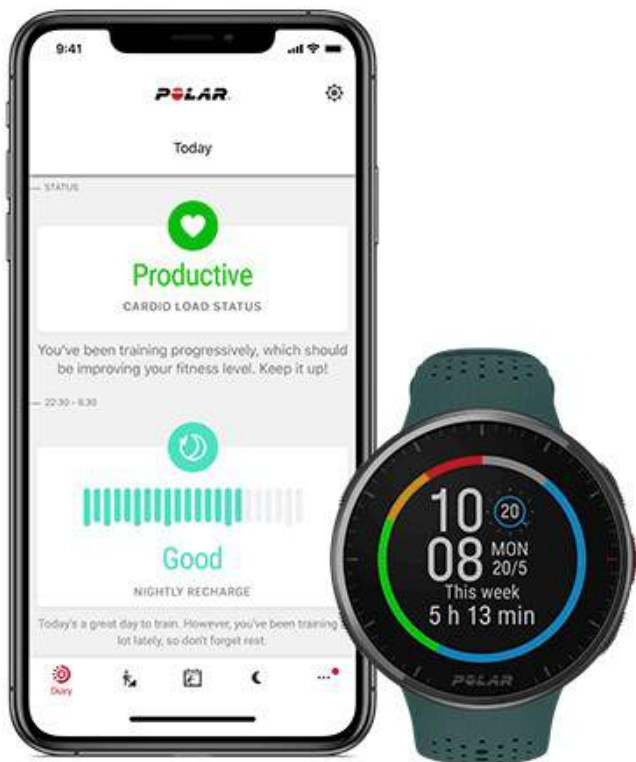 9:41
POLAR
Today
STATUS
Productive
CARDIO LOAD STATUS
You've been training progressively, which should
be improving your fitness level. Keep it up!
22:30 - 6:30
Good
NIGHTLY RECHARGE
Today's a great day to train. However, you've been training
lot lately, so don't forget rest.
Diary
10
20
08
MON
20/5
This week
5 h 13 min
POLAR